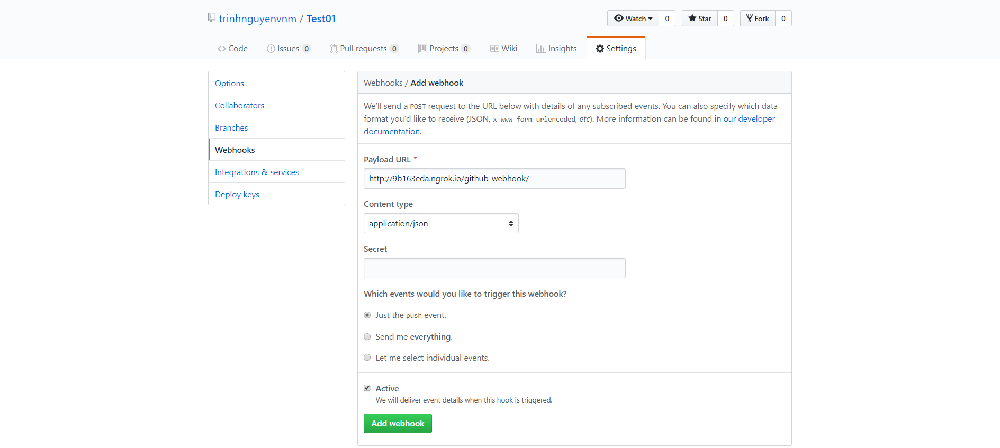 trinhnguyenvnm / Test01
Watch 0 Star 0 Fork 0
Code Issues 0 Pull requests 0 Projects 0 Wiki Insights Settings
Options
Collaborators
Branches
Webhooks
Integrations & services
Deploy keys
Webhooks / Add webhook
We’ll send a POST request to the URL below with details of any subscribed events. You can also specify which data
format you’d like to receive (JSON, x-www-form-urlencoded, etc). More information can be found in our developer
documentation.
Payload URL *
http://9b163eda.ngrok.io/github-webhook/
Content type
application/json
Secret
Which events would you like to trigger this webhook?
Just the push event.
Send me everything.
Let me select individual events.
Active
We will deliver event details when this hook is triggered.
Add webhook